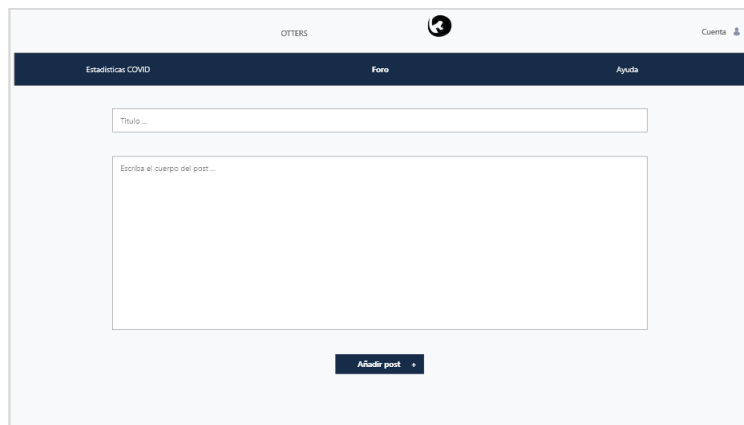 OTTERS
Cuenta
Estadísticas COVID Foro Ayuda
Título ...
Escriba el cuerpo del post ...
Añadir post +